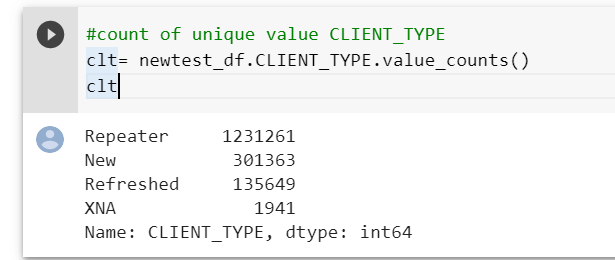 #count of unique value CLIENT_TYPE
clt= newtest_df.CLIENT_TYPE.value_counts()
clt
Repeater 1231261
New 301363
Refreshed 135649
XNA 1941
Name: CLIENT_TYPE, dtype: int64